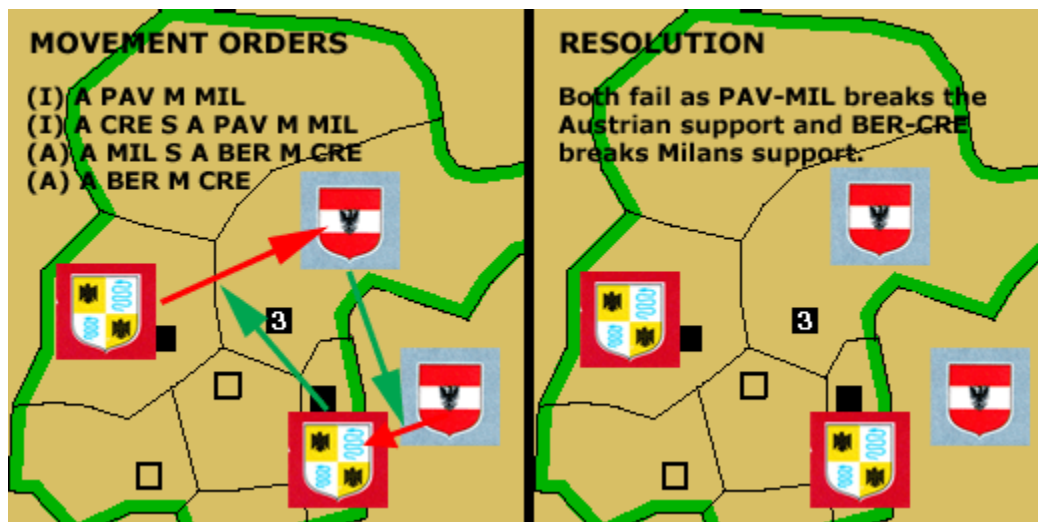 MOVEMENT ORDERS
(I) A PAV M MIL
(I) A CRE S A PAV M MIL
(A) A MIL S A BER M CRE
(A) A BER M CRE
3
RESOLUTION
Both fail as PAV-MIL breaks the
Austrian support and BER-CRE
breaks Milans support.
3